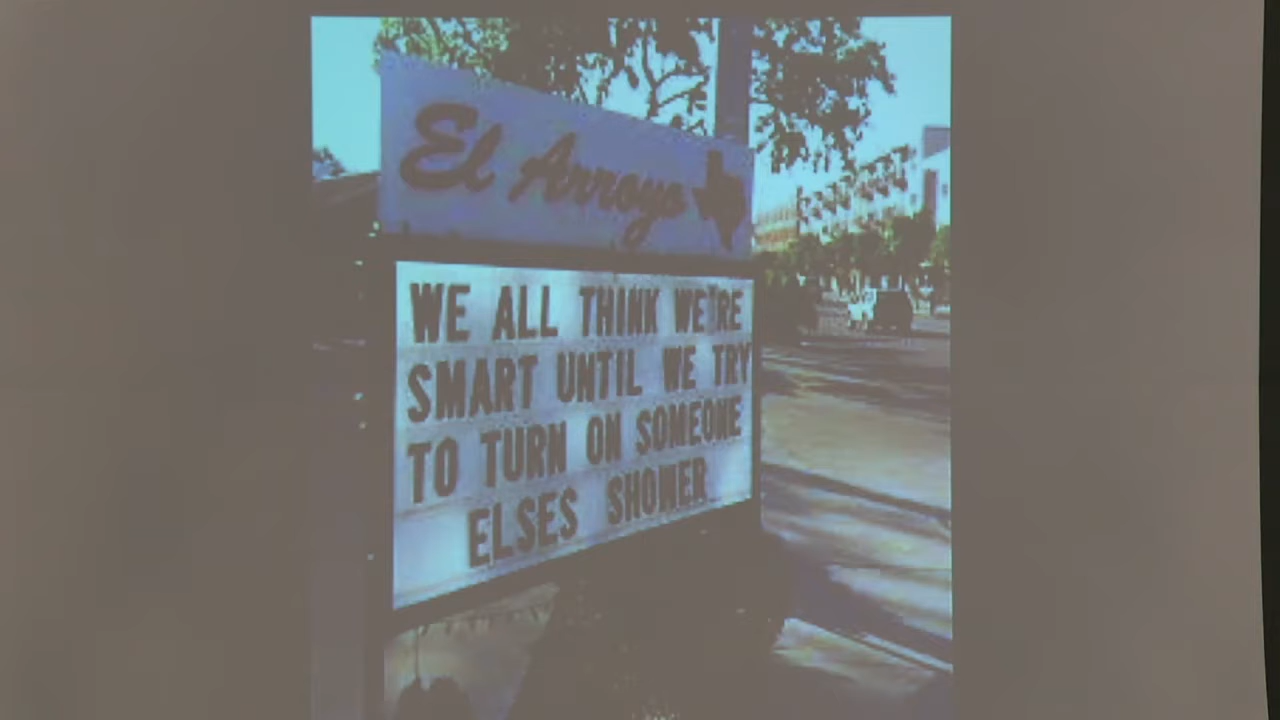 El Arroyo
WE ALL THINK WE'RE
SMART UNTIL WE TRY
TO TURN ON SOMEONE
ELSES SHOWER